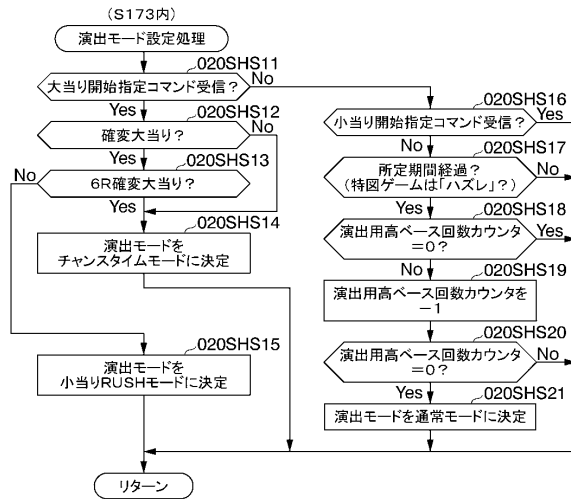 (S173内)
演出モード設定処理
020SHS11
大当り開始指定コマンド受信?
No
Yes
020SHS12
確変大当り?
No
Yes
020SHS13
No
6R確変大当り?
Yes
020SHS14
演出モードを
チャンスタイムモードに決定
020SHS15
演出モードを
小当りRUSHモードに決定
リターン
020SHS16
小当り開始指定コマンド受信?
Yes
No
020SHS17
所定期間経過?
(特図ゲームは「ハズレ」?)
No
Yes
020SHS18
演出用高ベース回数カウンタ
=0?
Yes
No
020SHS19
演出用高ベース回数カウンタを
-1
020SHS20
演出用高ベース回数カウンタ
=0?
No
Yes
020SHS21
演出モードを通常モードに決定